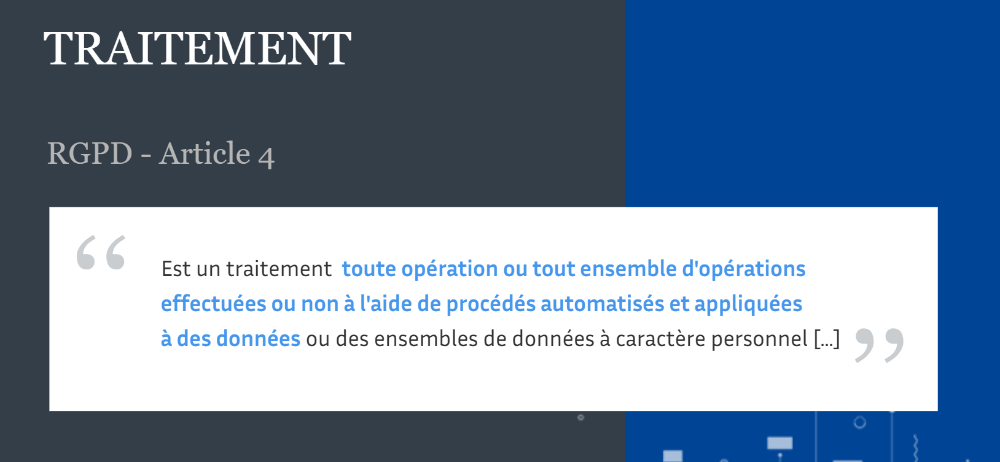 TRAITEMENT
RGPD - Article 4
“ Est un traitement toute opération ou tout ensemble d'opérations
effectuées ou non à l'aide de procédés automatisés et appliquées
à des données ou des ensembles de données à caractère personnel [...] ”